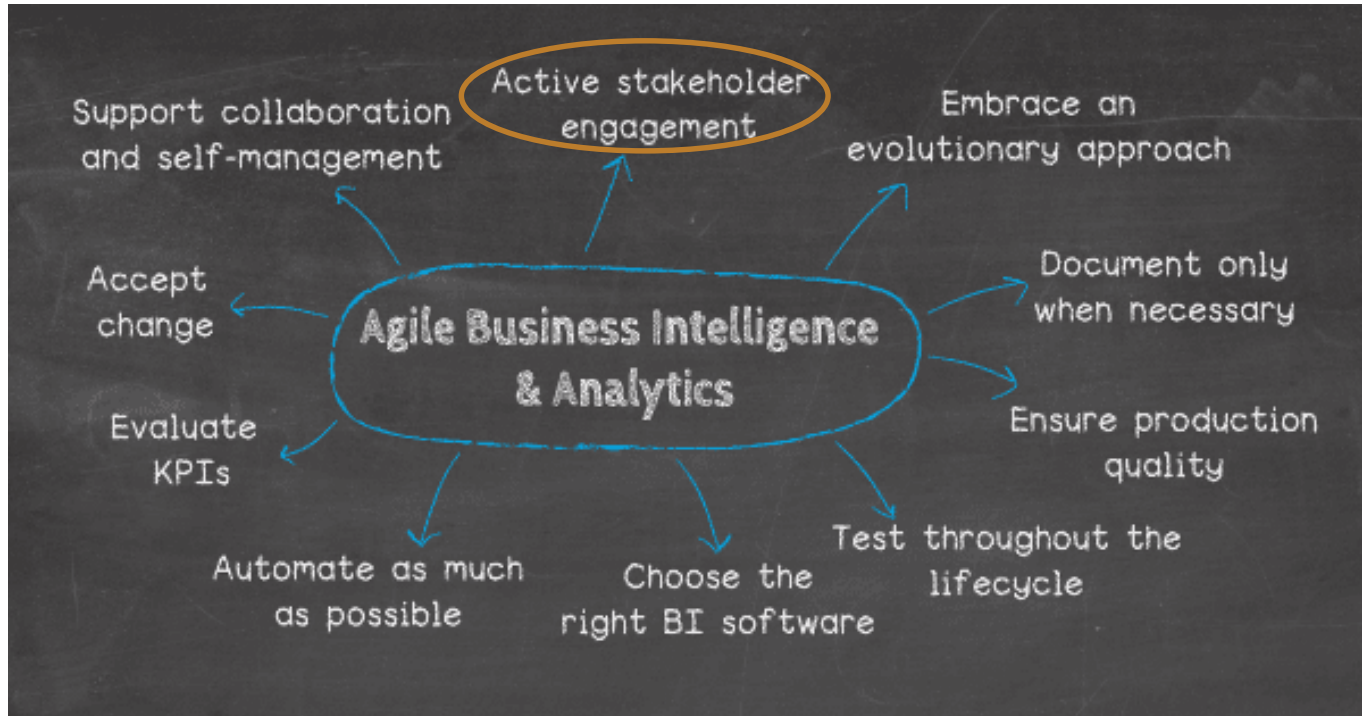 Active stakeholder
engagement
Support collaboration
and self-management
Embrace an
evolutionary approach
Accept
change
Document only
when necessary
Agile Business Intelligence
& Analytics
Evaluate
KPIs
Ensure production
quality
Automate as much
as possible
Choose the
right BI software
Test throughout the
lifecycle